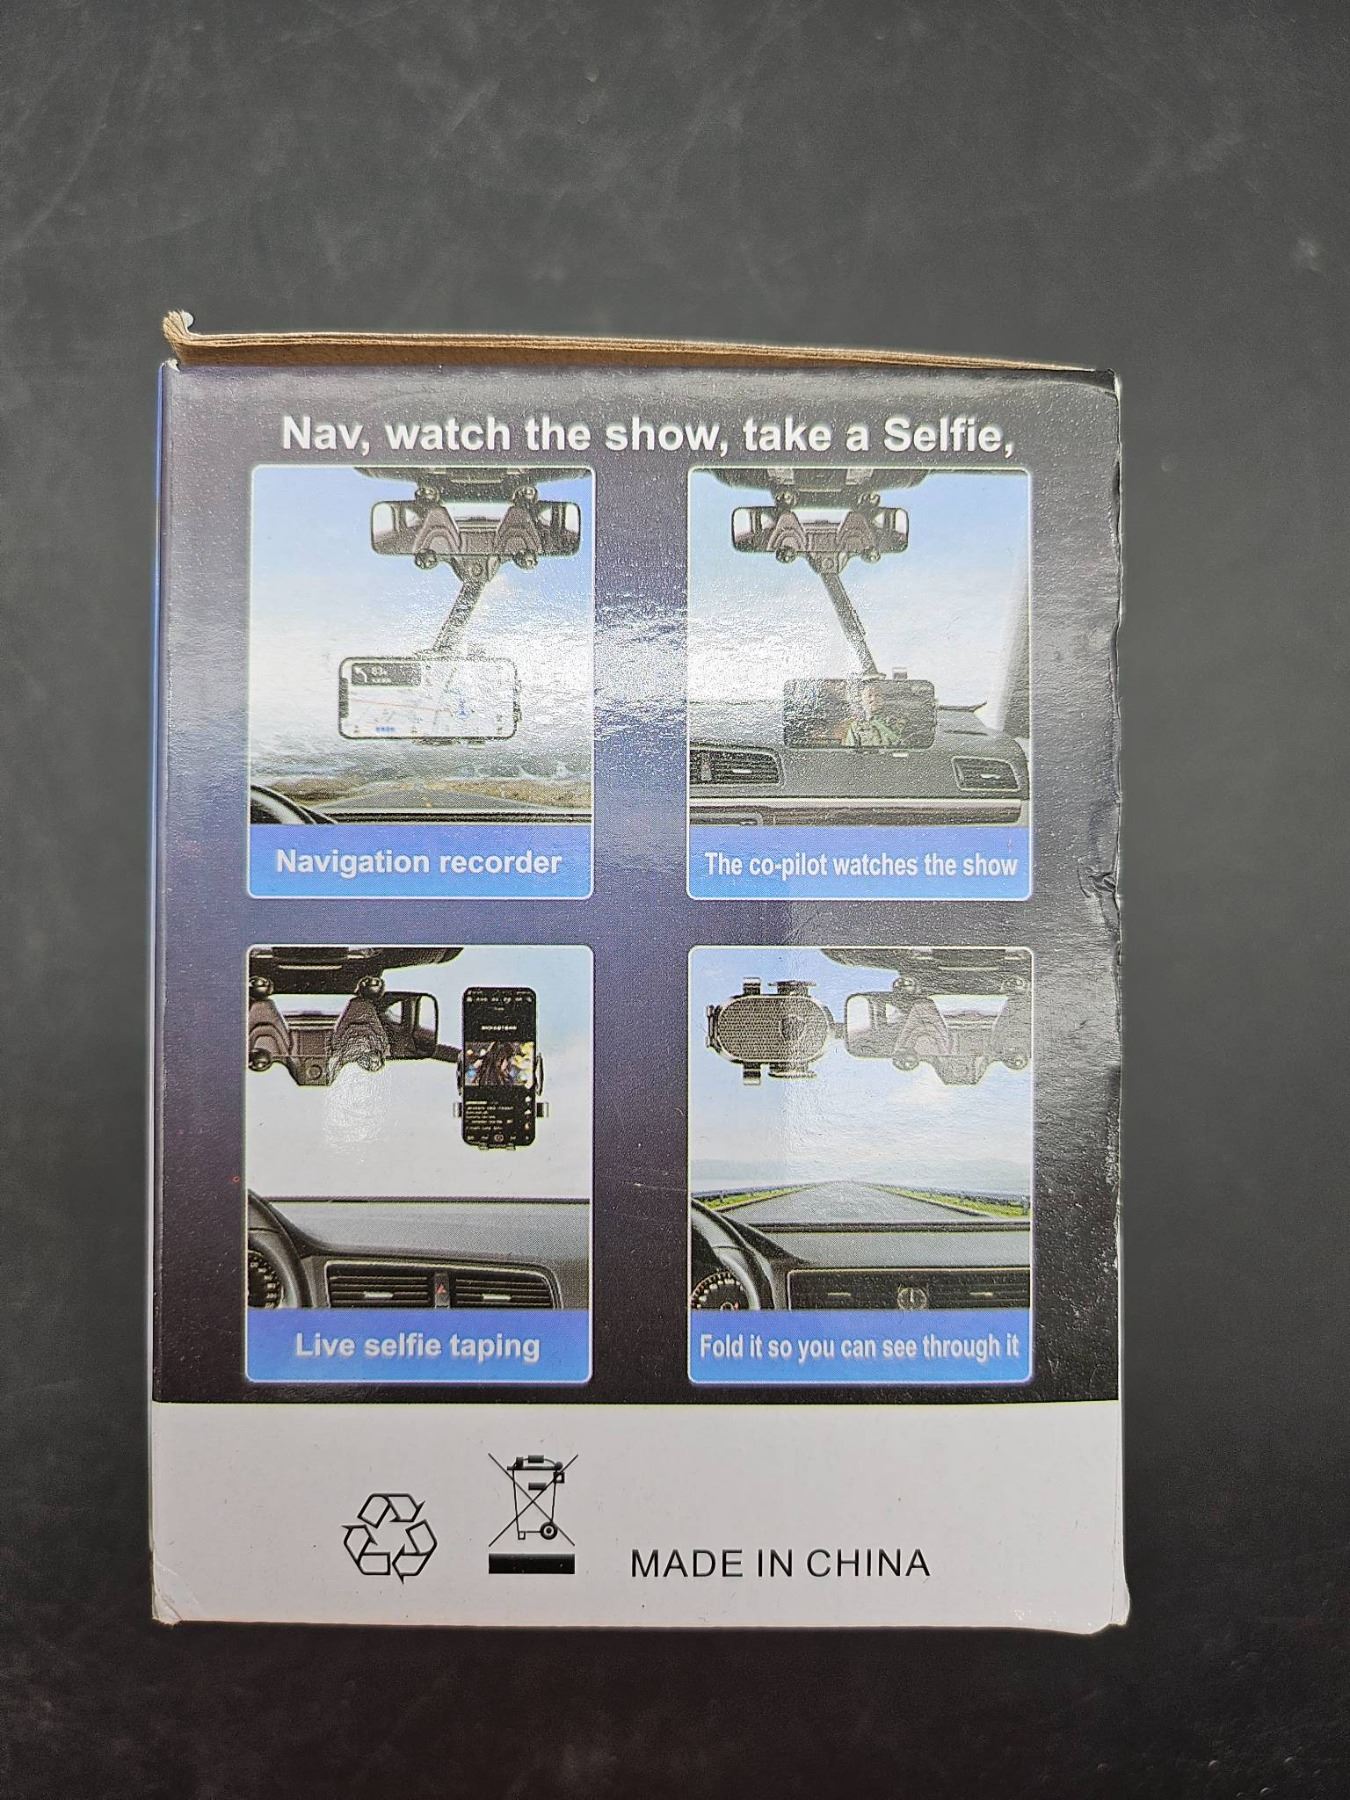 Nav, watch the show, take a Selfie,
Navigation recorder
The co-pilot watches the show
Live selfie taping
Fold it so you can see through it
MADE IN CHINA